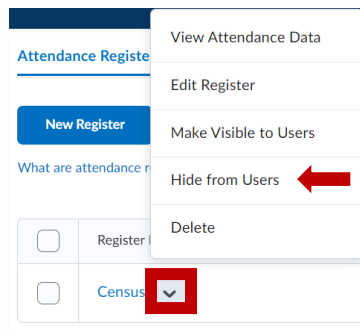 View Attendance Data
Attendance Registe
Edit Register
New Register
Make Visible to Users
What are attendance r
Hide from Users
Delete
Register
Census